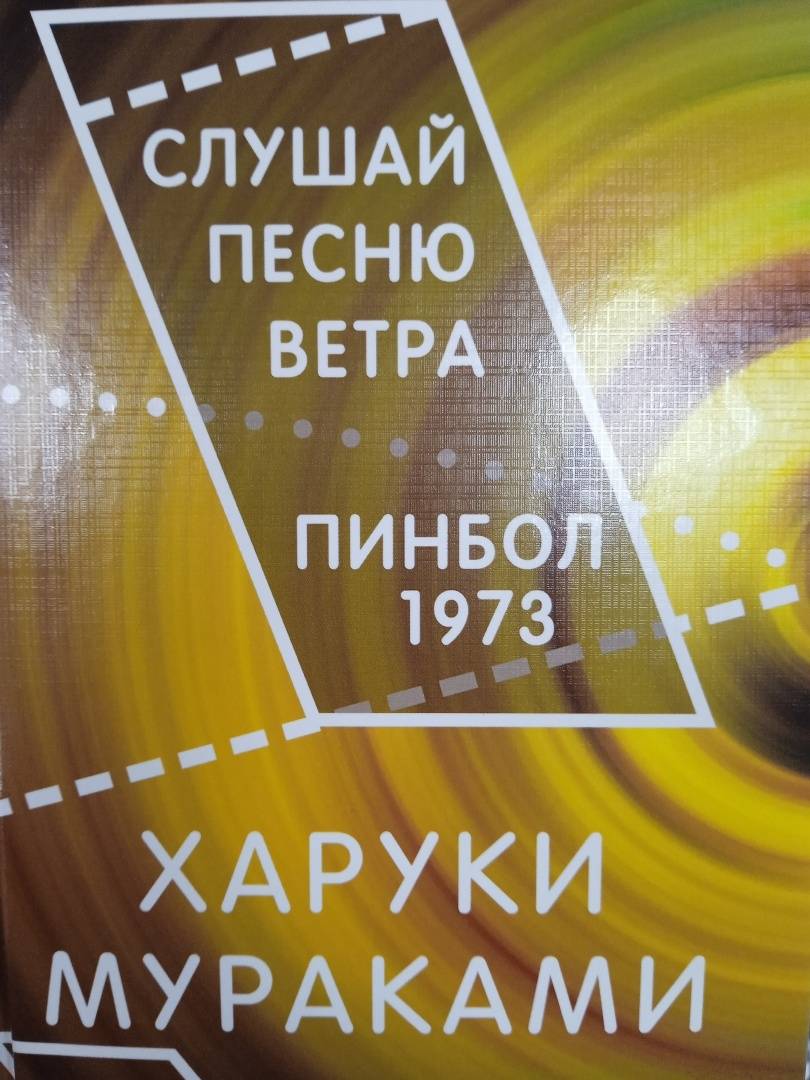 СЛУШАЙ
ПЕСНЮ
ВЕТРА
ПИНБОЛ
1973
ХАРУКИ
МУРАКАМИ